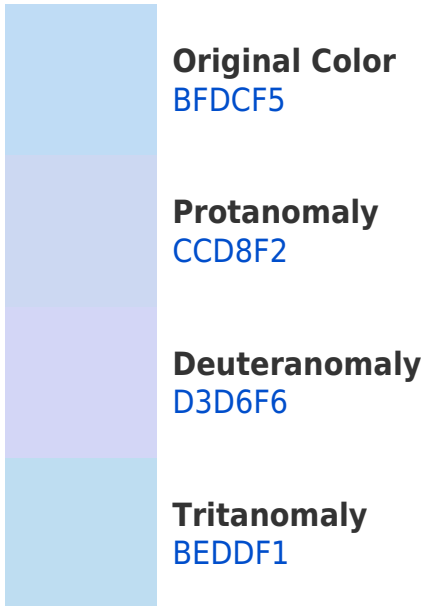 Original Color
BFDCF5
Protanomaly
CCD8F2
Deuteranomaly
D3D6F6
Tritanomaly
BEDDF1